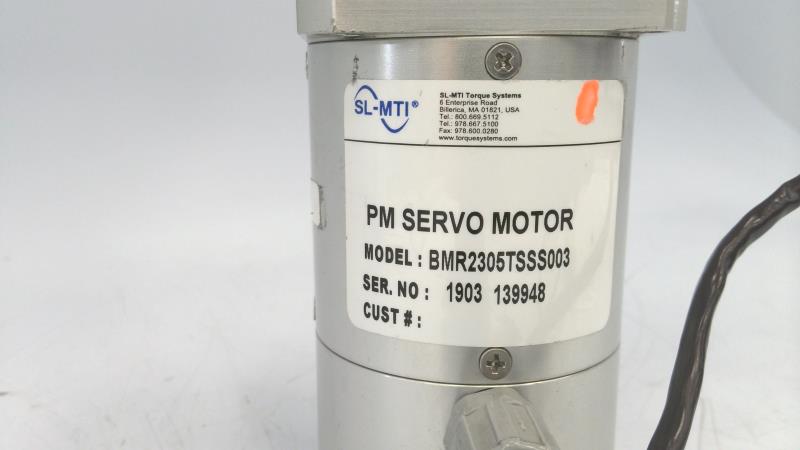 SL-MTI®
SL-MTI Torque Systems
6 Enterprise Road
Billerica, MA 01821, USA
Tel.: 800.669.5112
Tel.: 978.667.5100
Fax: 978.600.0280
www.torquesystems.com
PM SERVO MOTOR
MODEL : BMR2305TSSS003
SER. NO : 1903 139948
CUST # :